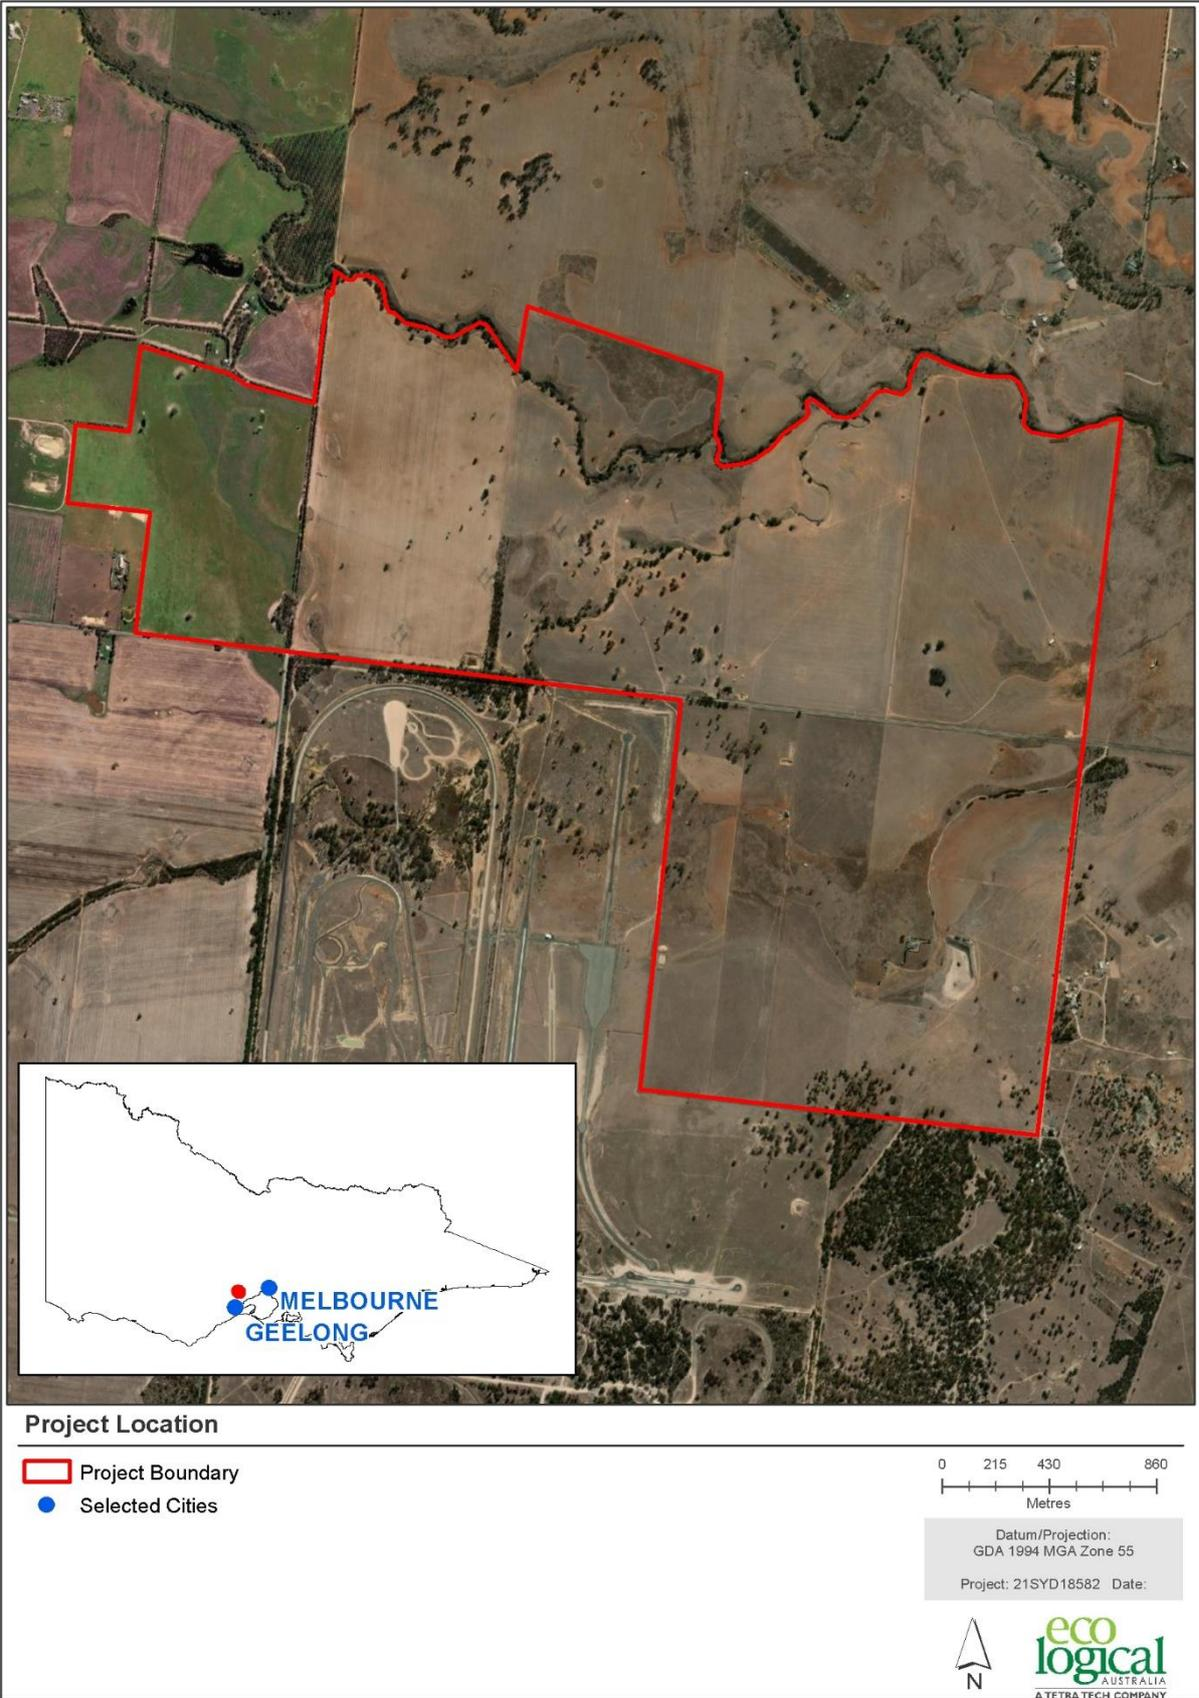 MELBOURNE
GEELONG
Project Location
Project Boundary
Selected Cities
0 215 430 860
Metres
Datum/Projection:
GDA 1994 MGA Zone 55
Project: 21SYD18582 Date:
N
eco
logical
AUSTRALIA
A TETRA TECH COMPANY